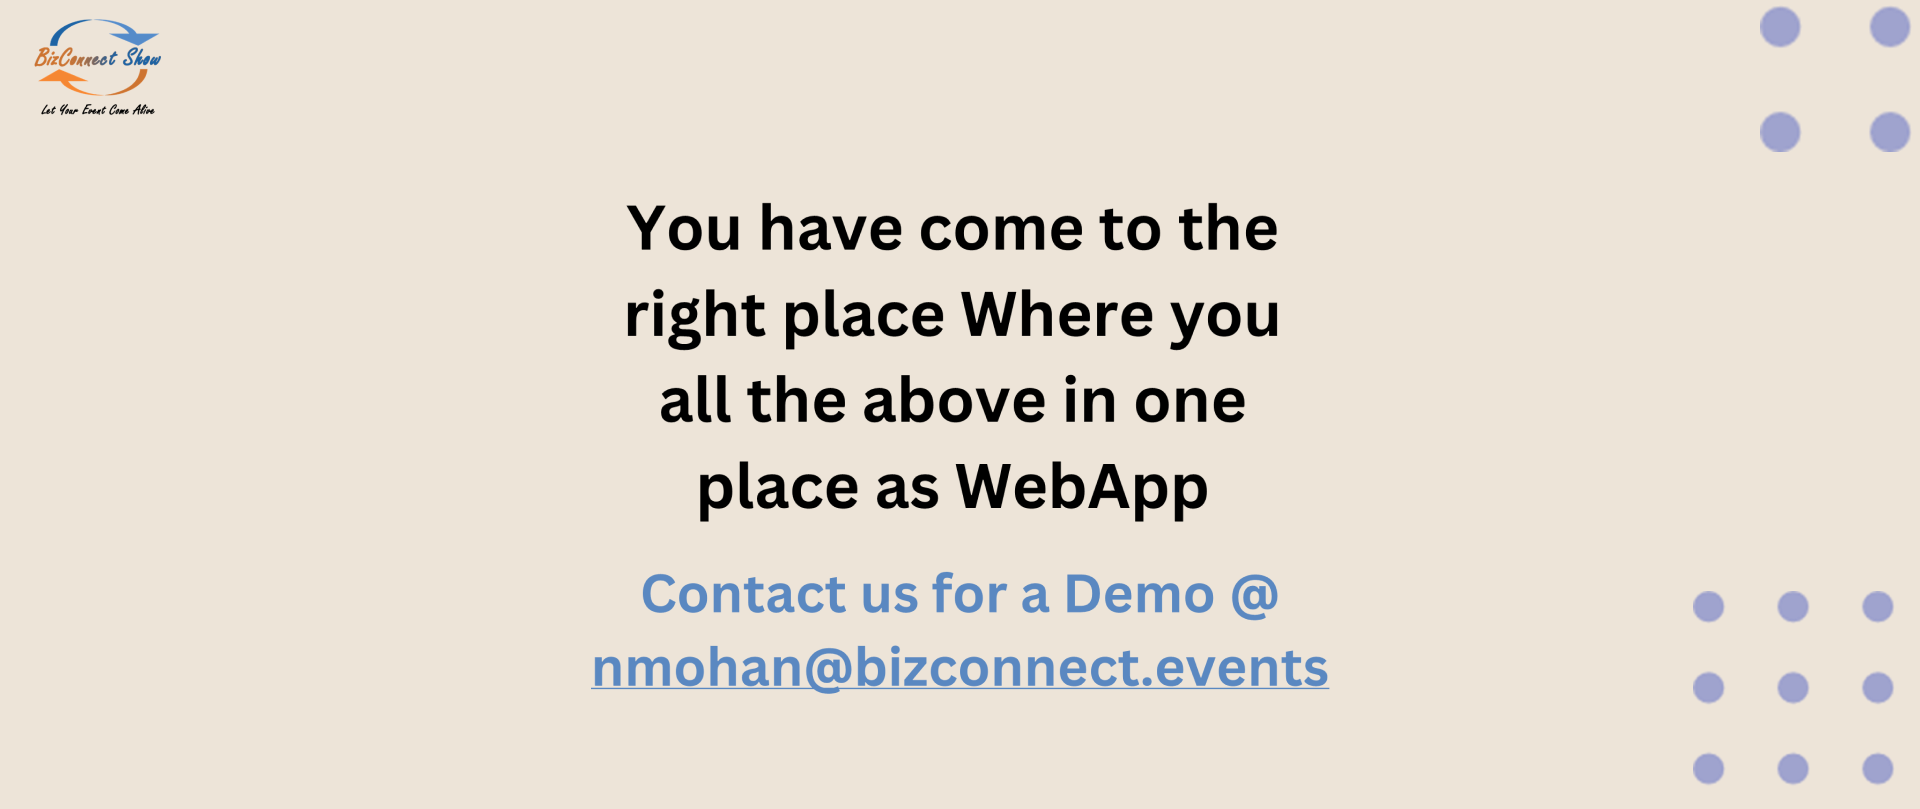 BizConnect Show
Let Your Event Come Alive
You have come to the
right place Where you
all the above in one
place as WebApp
Contact us for a Demo @
nmohan@bizconnect.events